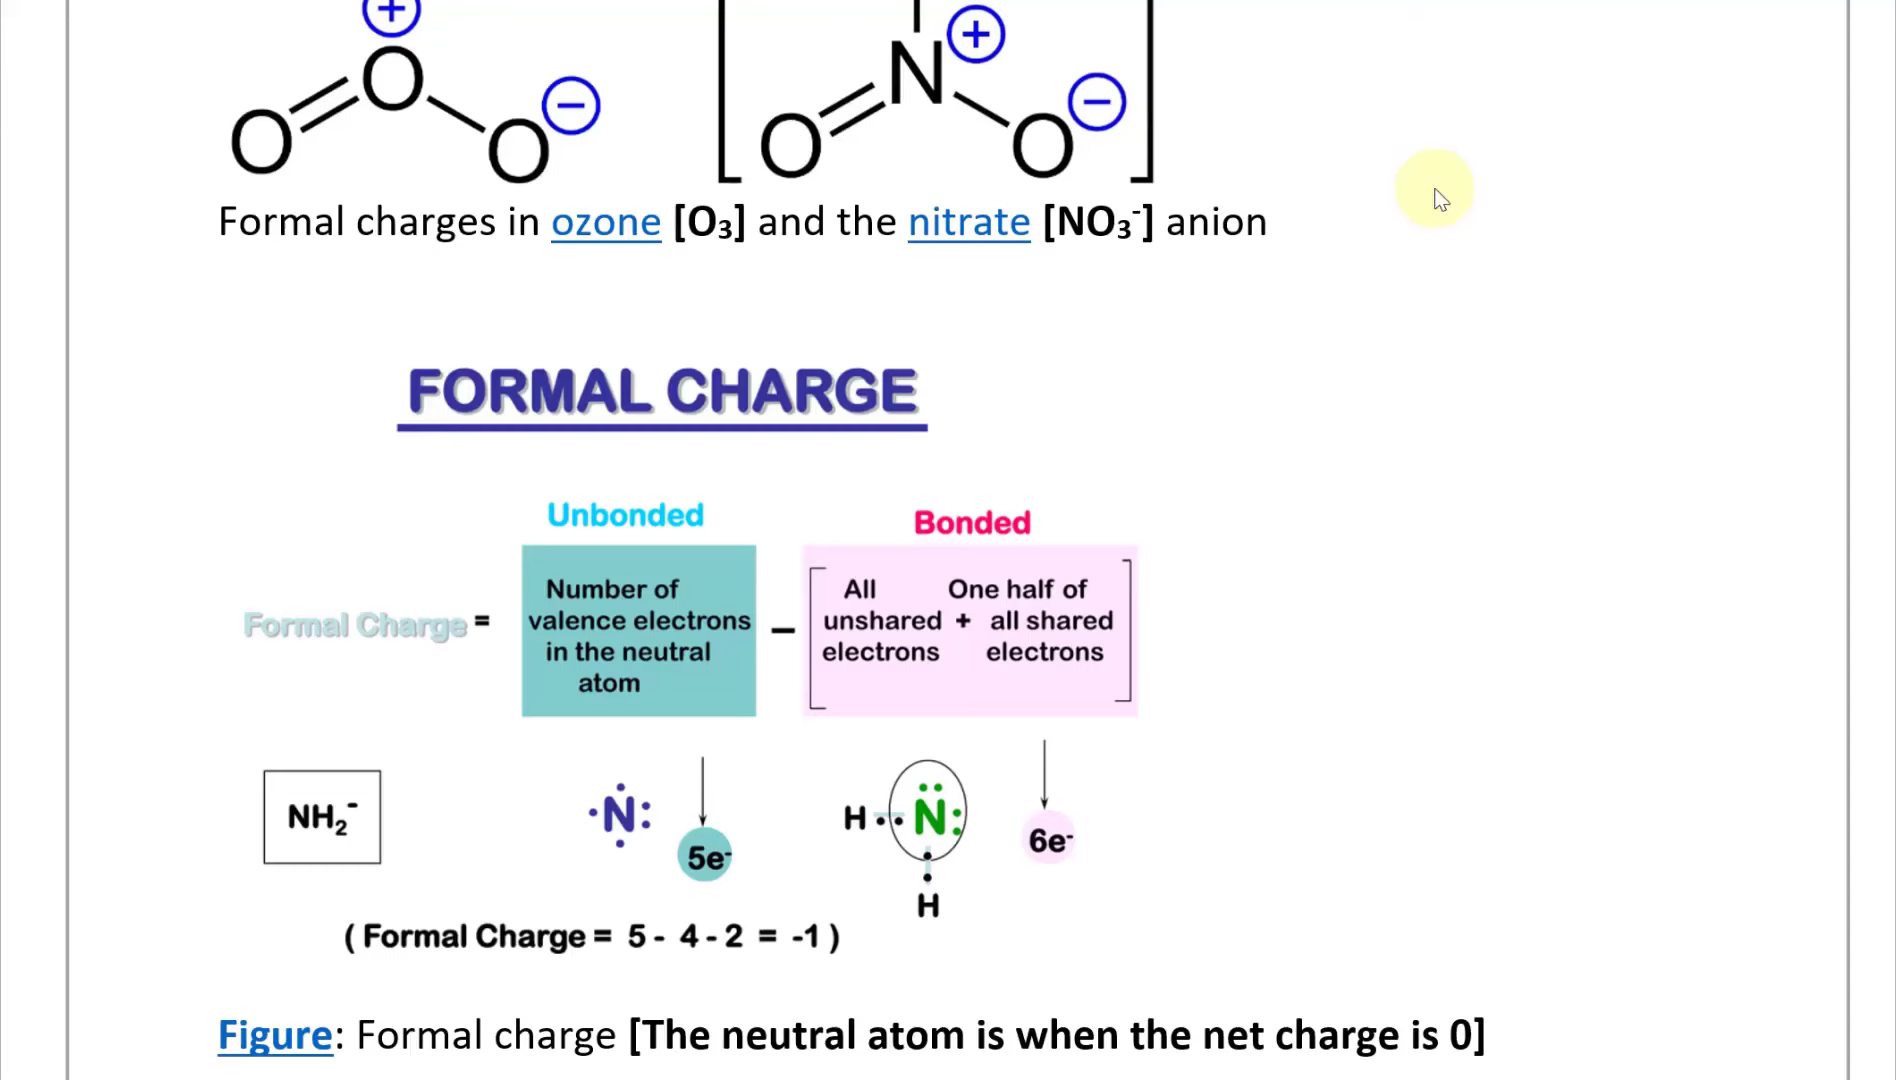 + +
O N
− −
O O O O
Formal charges in ozone [O₃] and the nitrate [NO₃⁻] anion
FORMAL CHARGE
Unbonded Bonded
Formal Charge = Number of valence electrons in the neutral atom − [ All unshared electrons + One half of all shared electrons ]
NH₂⁻ ·N: 5e⁻ H··N: 6e⁻
H
( Formal Charge = 5 - 4 - 2 = -1 )
Figure: Formal charge [The neutral atom is when the net charge is 0]